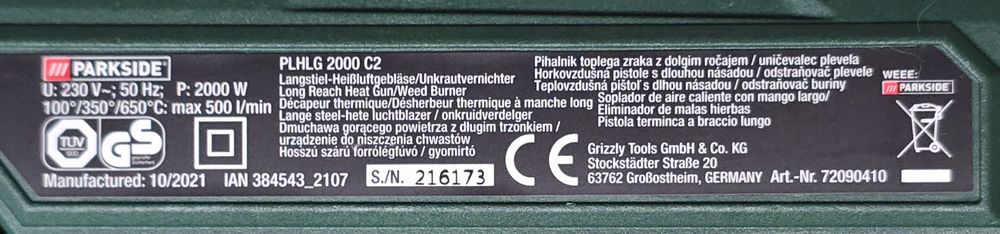 /// PARKSIDE®
U: 230 V~; 50 Hz; P: 2000 W
100°/350°/650°C: max 500 l/min
TÜV
SÜD
GS
geprüfte
Sicherheit
Manufactured: 10/2021 IAN 384543_2107
PLHLG 2000 C2
Langstiel-Heißluftgebläse/Unkrautvernichter
Long Reach Heat Gun/Weed Burner
Décapeur thermique/Désherbeur thermique à manche long
Lange steel-hete luchtblazer / onkruidverdelger
Dmuchawa gorącego powietrza z długim trzonkiem /
urządzenie do niszczenia chwastów
Hosszú szárú forrólégfúvó / gyomirtó
S./N. 216173
CE
Pihalnik toplega zraka z dolgim ročajem / uničevalec plevela
Horkovzdušná pistole s dlouhou násadou / odstraňovač plevele
Teplovzdušná pištoľ s dlhou násadou / odstraňovač buriny
Soplador de aire caliente con mango largo/
Eliminador de malas hierbas
Pistola terminca a braccio lungo
Grizzly Tools GmbH & Co. KG
Stockstädter Straße 20
63762 Großostheim, GERMANY Art.-Nr. 72090410
WEEE:
/// PARKSIDE